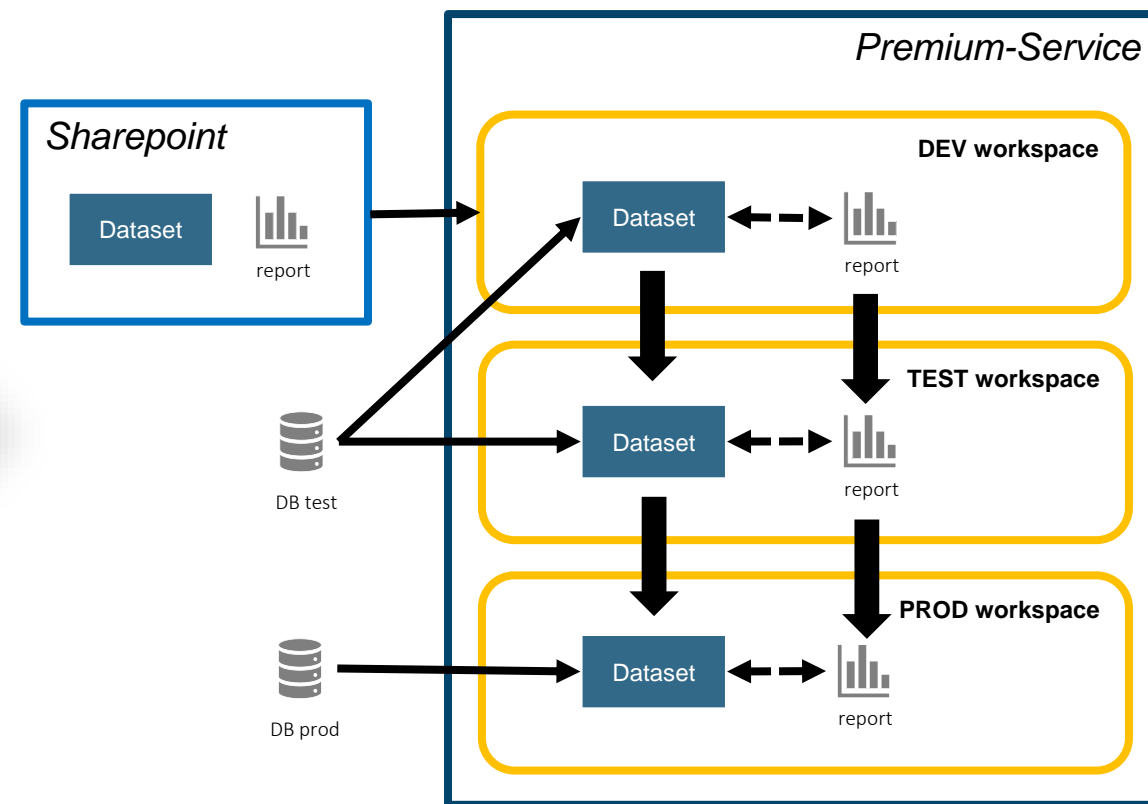 Premium-Service
Sharepoint
Dataset
report
DEV workspace
Dataset
report
TEST workspace
DB test
Dataset
report
PROD workspace
DB prod
Dataset
report